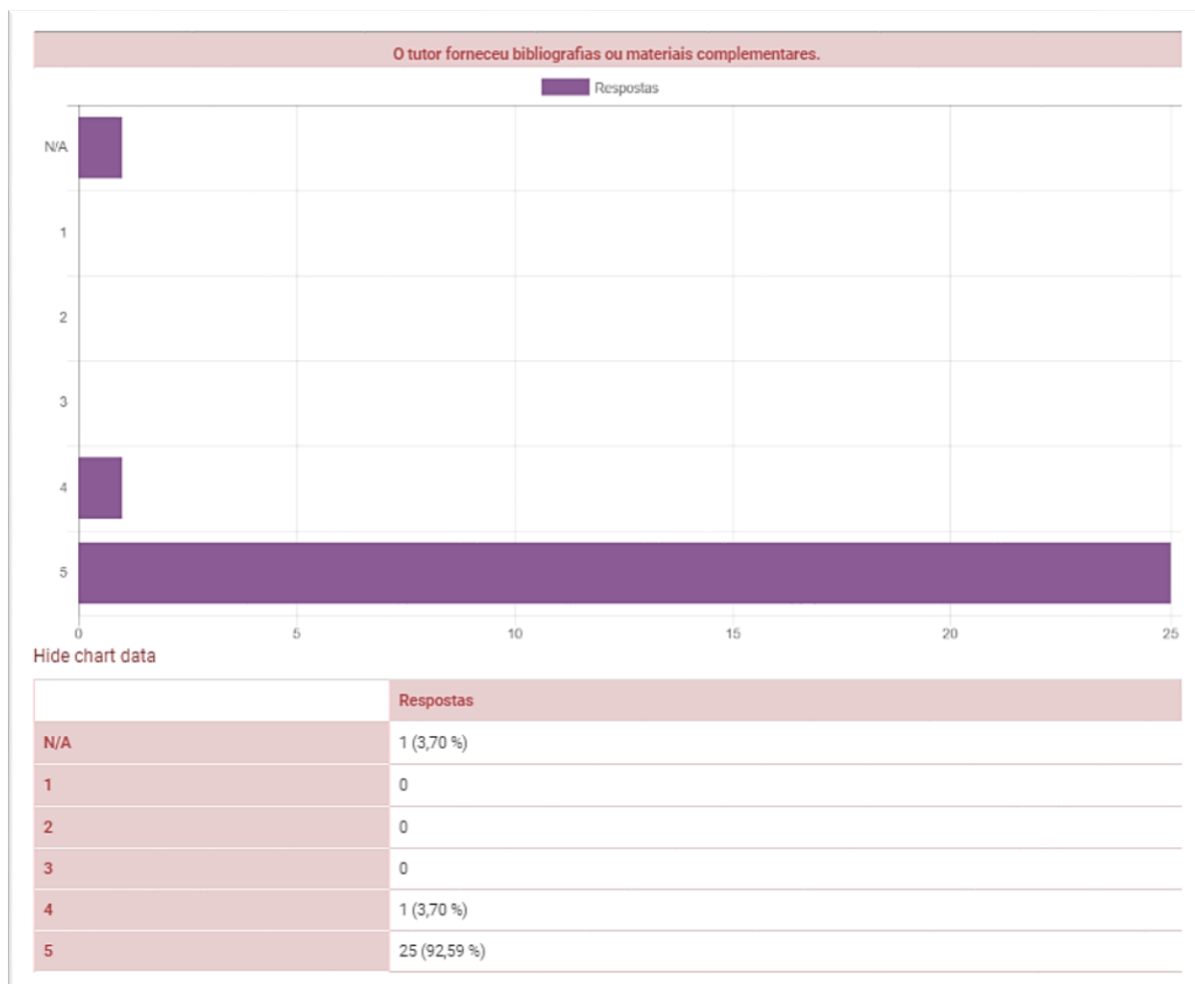 O tutor forneceu bibliografias ou materiais complementares.
Respostas
N/A
1
2
3
4
5
0 5 10 15 20 25
Hide chart data
Respostas
N/A 1 (3,70 %)
1 0
2 0
3 0
4 1 (3,70 %)
5 25 (92,59 %)